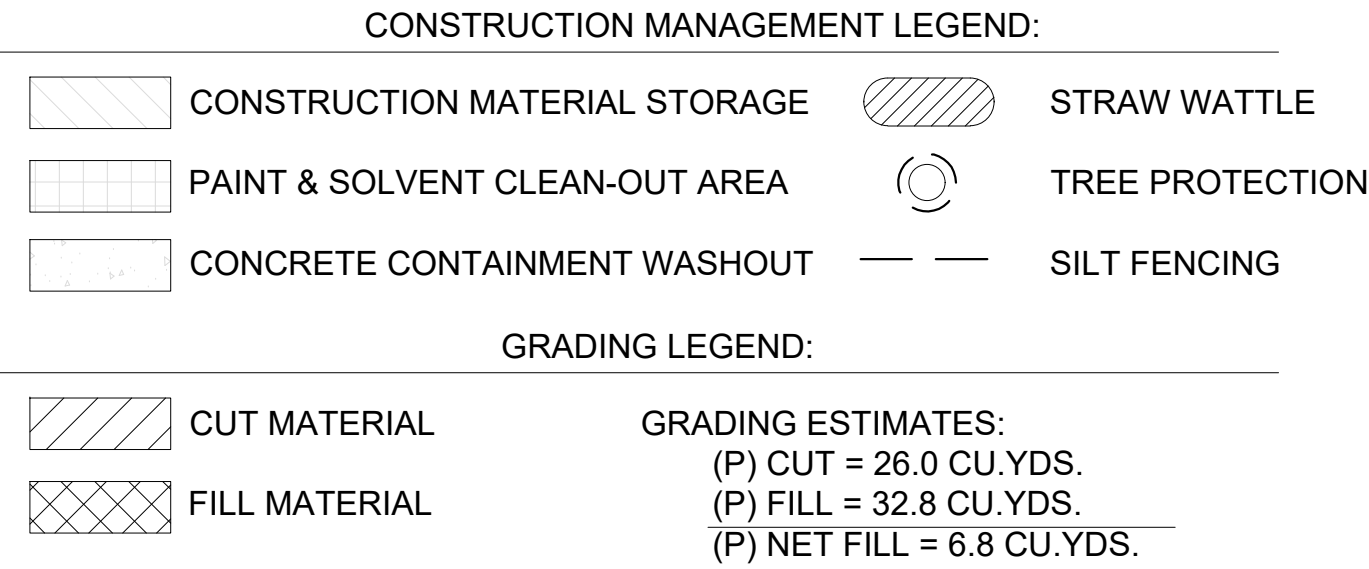 CONSTRUCTION MANAGEMENT LEGEND:
CONSTRUCTION MATERIAL STORAGE
STRAW WATTLE
PAINT & SOLVENT CLEAN-OUT AREA
TREE PROTECTION
CONCRETE CONTAINMENT WASHOUT
SILT FENCING
GRADING LEGEND:
CUT MATERIAL
FILL MATERIAL
GRADING ESTIMATES:
(P) CUT = 26.0 CU.YDS.
(P) FILL = 32.8 CU.YDS.
(P) NET FILL = 6.8 CU.YDS.